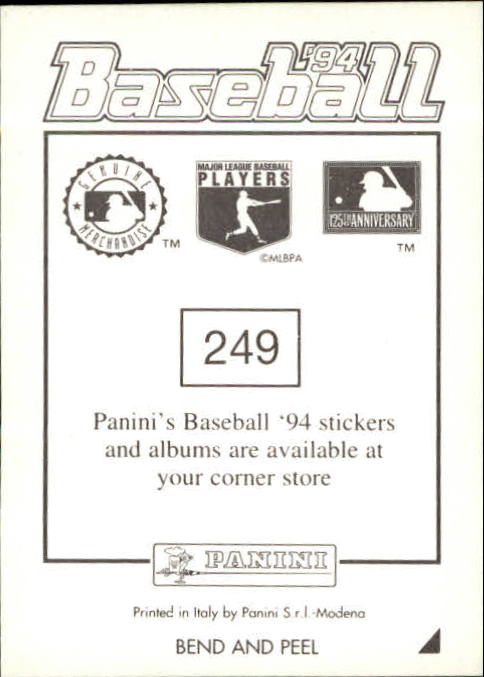 Baseball '94
GENUINE MERCHANDISE
TM
MAJOR LEAGUE BASEBALL
PLAYERS
©MLBPA
125TH ANNIVERSARY
TM
249
Panini's Baseball '94 stickers
and albums are available at
your corner store
PANINI
Printed in Italy by Panini S.r.l.-Modena
BEND AND PEEL